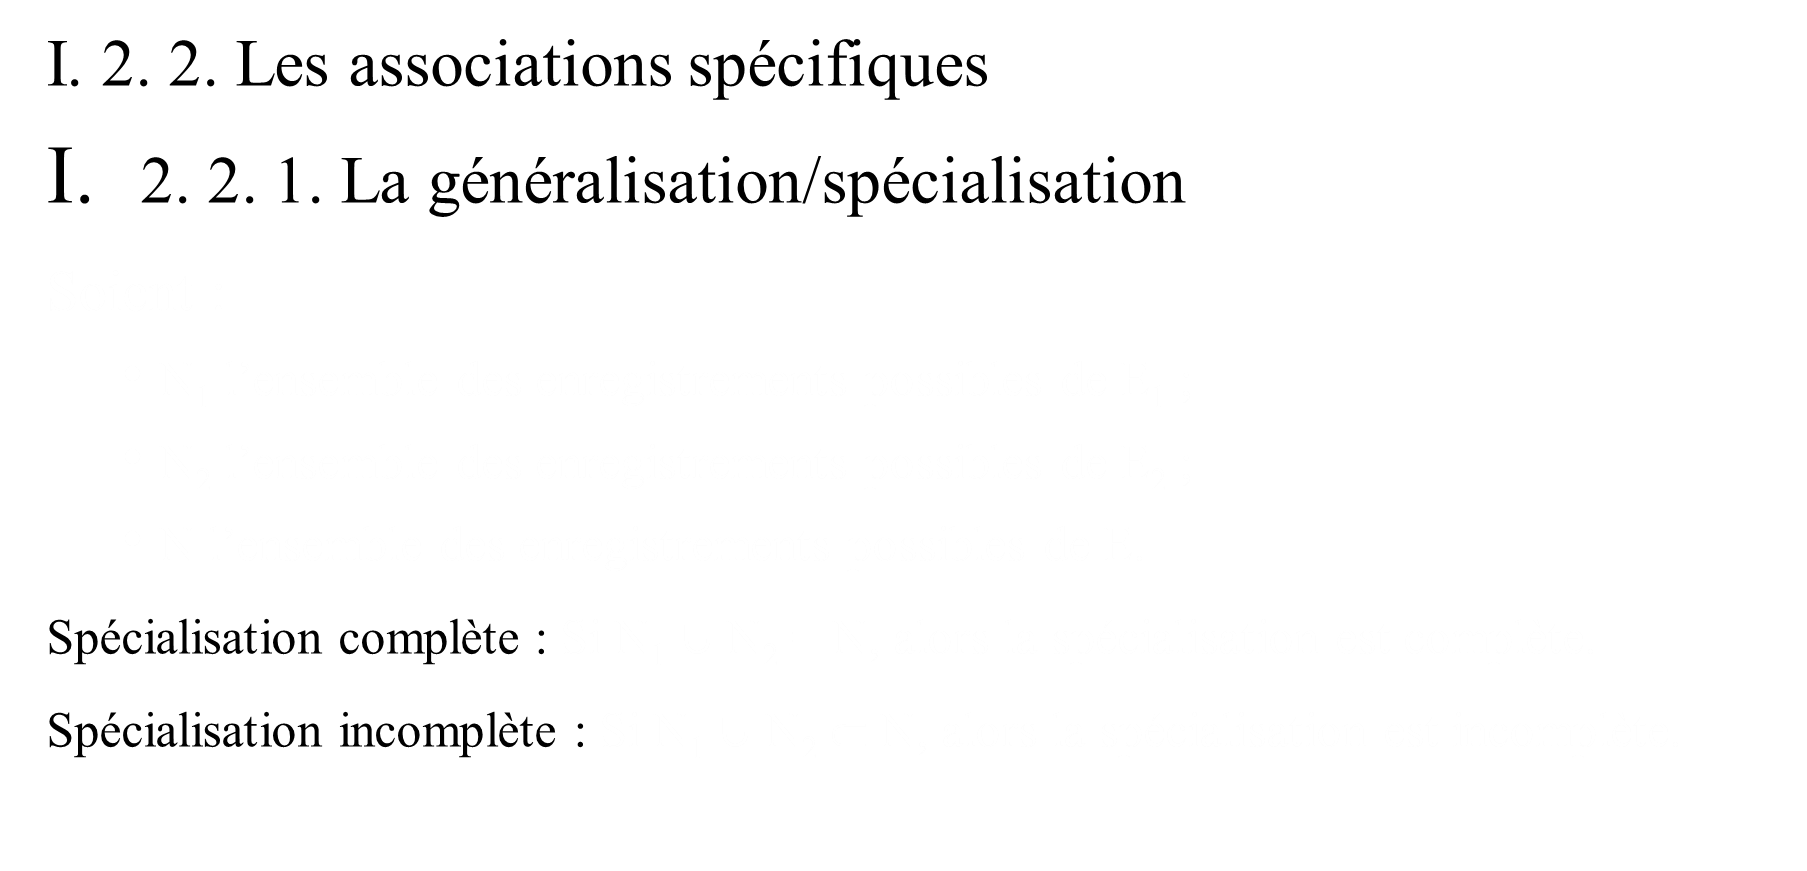 I. 2. 2. Les associations spécifiques
I. 2. 2. 1. La généralisation/spécialisation
Spécialisation complète :
Spécialisation incomplète :